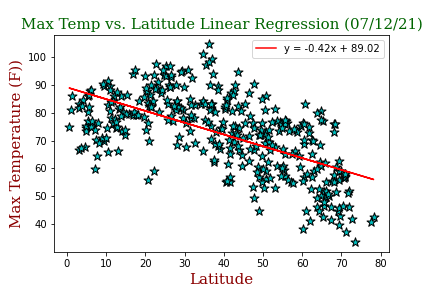 Max Temp vs. Latitude Linear Regression (07/12/21)
y = -0.42x + 89.02
Max Temperature (F))
100
90
80
70
60
50
40
0 10 20 30 40 50 60 70 80
Latitude